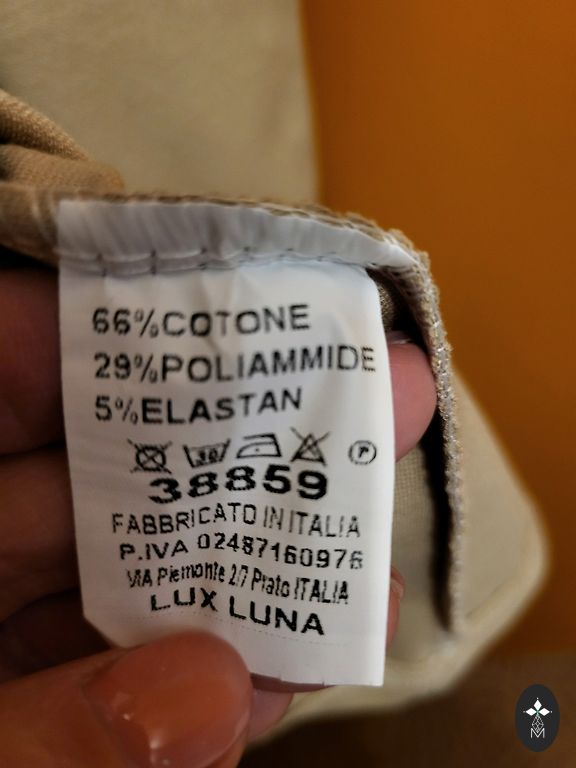 66%COTONE
29%POLIAMMIDE
5%ELASTAN
30 P
38859
FABBRICATO IN ITALIA
P.IVA 02487160976
VIA Piemonte 2/7 Prato ITALIA
LUX LUNA
M